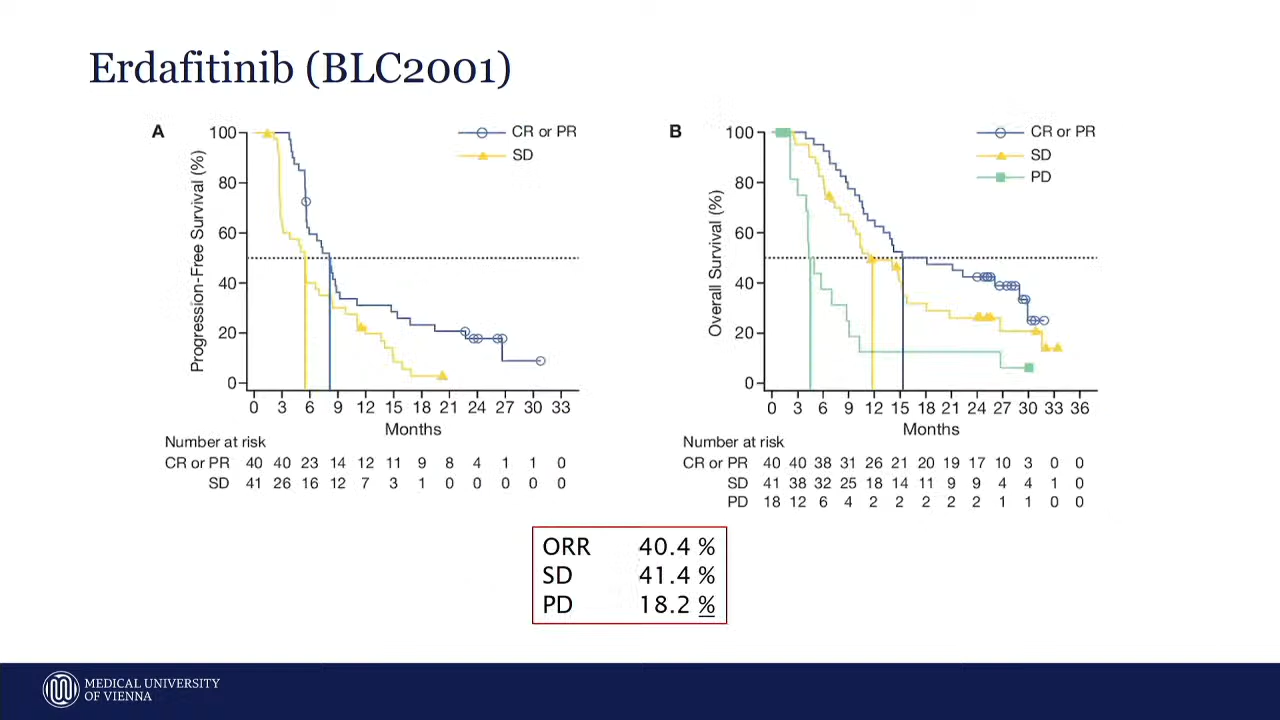 Erdafitinib (BLC2001)
A
CR or PR
SD
Progression-Free Survival (%)
100
80
60
40
20
0
0 3 6 9 12 15 18 21 24 27 30 33
Months
Number at risk
CR or PR 40 40 23 14 12 11 9 8 4 1 1 0
SD 41 26 16 12 7 3 1 0 0 0 0 0
B
CR or PR
SD
PD
Overall Survival (%)
100
80
60
40
20
0
0 3 6 9 12 15 18 21 24 27 30 33 36
Months
Number at risk
CR or PR 40 40 38 31 26 21 20 19 17 10 3 0 0
SD 41 38 32 25 18 14 11 9 9 4 4 1 0
PD 18 12 6 4 2 2 2 2 2 1 1 0 0
ORR 40.4 %
SD 41.4 %
PD 18.2 %
MEDICAL UNIVERSITY
OF VIENNA